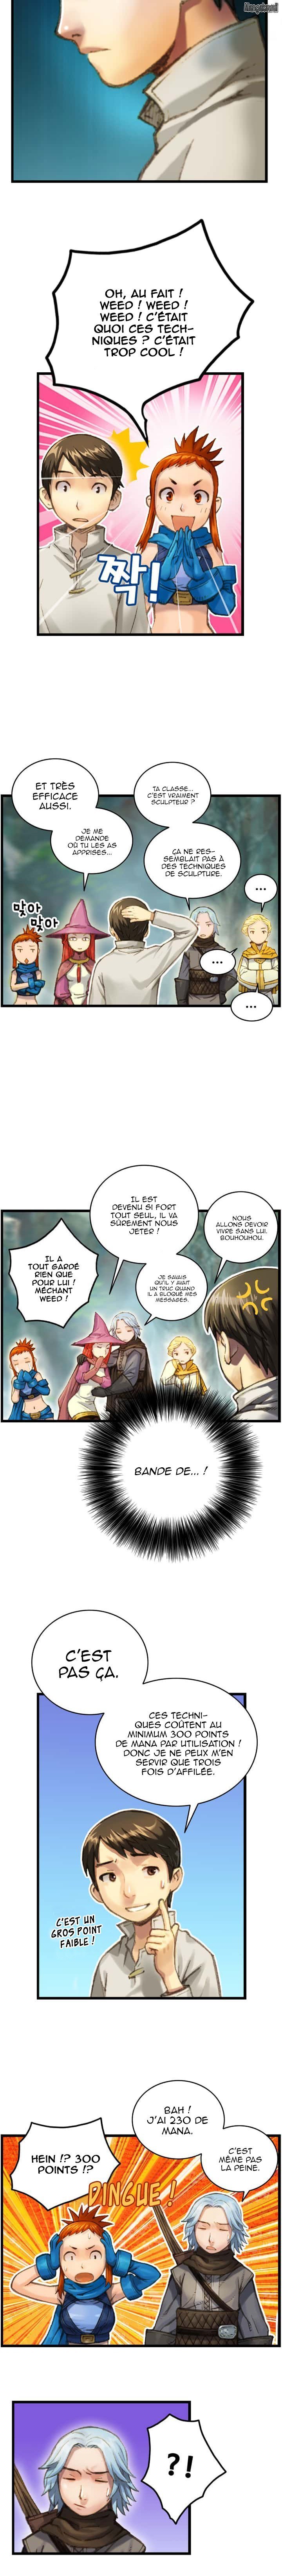 OH, AU FAIT !
WEED ! WEED !
WEED ! C'ÉTAIT
QUOI CES TECH-
NIQUES ? C'ÉTAIT
TROP COOL !
짝!
ET TRÈS
EFFICACE
AUSSI.
JE ME
DEMANDE
OÙ TU LES AS
APPRISES...
TA CLASSE...
C'EST VRAIMENT
SCULPTEUR ?
ÇA NE RES-
SEMBLAIT PAS À
DES TECHNIQUES
DE SCULPTURE.
...
...
...
맞아
맞아
IL A
TOUT GARDÉ
RIEN QUE
POUR LUI !
MÉCHANT
WEED !
IL EST
DEVENU SI FORT
TOUT SEUL, IL VA
SÛREMENT NOUS
JETER !
JE SAVAIS
QU'IL Y AVAIT
UN TRUC QUAND
IL A BLOQUÉ MES
MESSAGES.
NOUS
ALLONS DEVOIR
VIVRE SANS LUI.
BOUHOUHOU.
BANDE DE... !
C'EST
PAS ÇA.
CES TECHNI-
QUES COÛTENT AU
MINIMUM 300 POINTS
DE MANA PAR UTILISATION !
DONC JE NE PEUX M'EN
SERVIR QUE TROIS
FOIS D'AFFILÉE.
C'EST UN
GROS POINT
FAIBLE !
HEIN !? 300
POINTS !?
DINGUE !
BAH !
J'AI 230 DE
MANA.
C'EST
MÊME PAS
LA PEINE.
?!